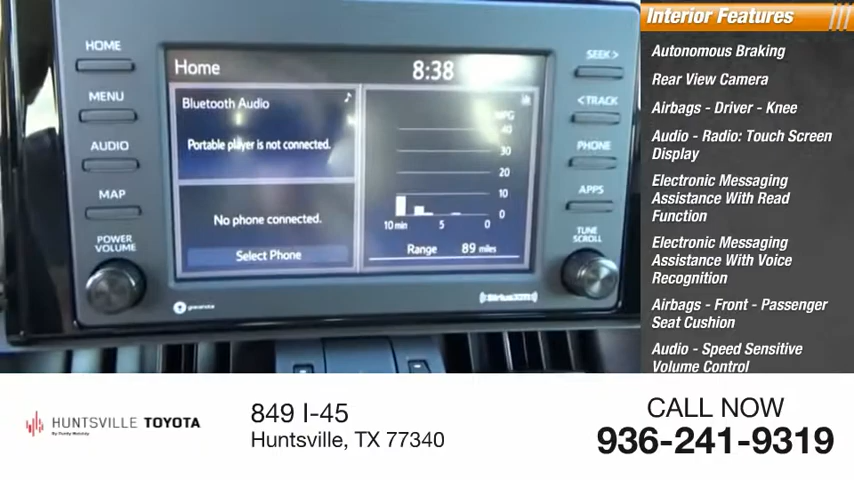 HOME
MENU
AUDIO
MAP
POWER
VOLUME
Home
8:38
Bluetooth Audio
Portable player is not connected.
No phone connected.
Select Phone
MPG
40
30
20
10
0
10 min
5
0
Range 89 miles
SEEK >
< TRACK
PHONE
APPS
TUNE
SCROLL
gracenote
((SiriusXM))
Interior Features
Autonomous Braking
Rear View Camera
Airbags - Driver - Knee
Audio - Radio: Touch Screen
Display
Electronic Messaging
Assistance With Read
Function
Electronic Messaging
Assistance With Voice
Recognition
Airbags - Front - Passenger
Seat Cushion
Audio - Speed Sensitive
Volume Control
HUNTSVILLE TOYOTA
849 I-45
Huntsville, TX 77340
CALL NOW
936-241-9319